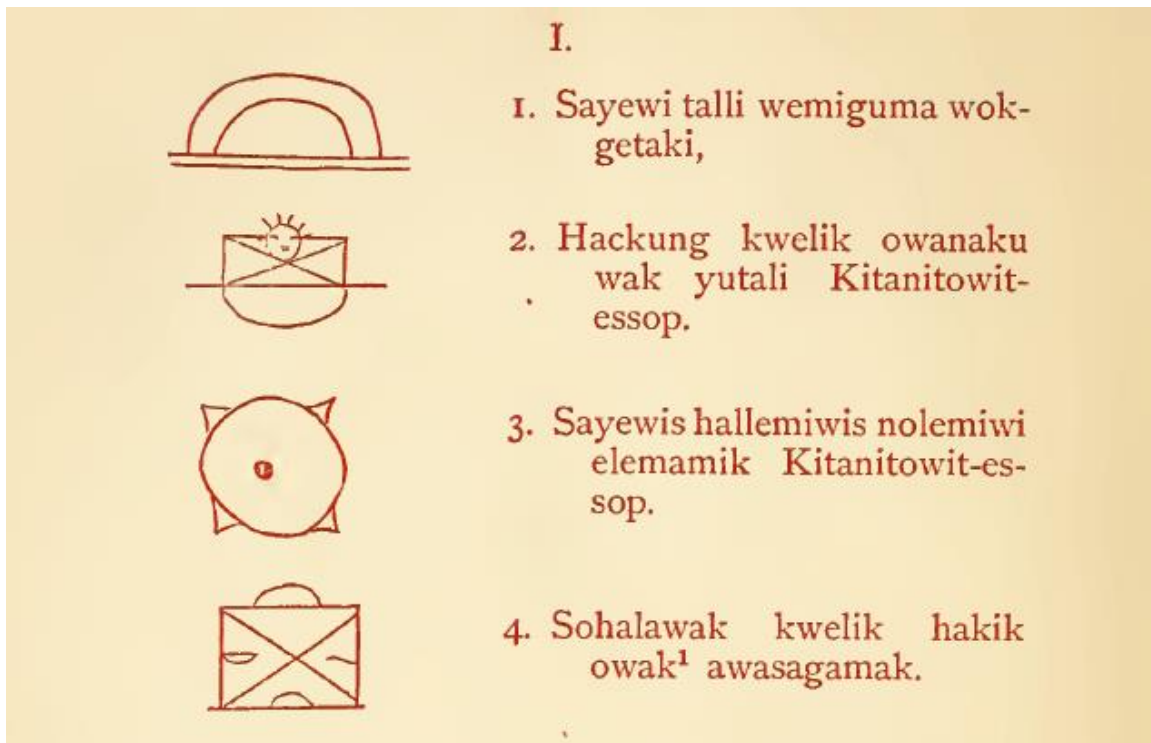 I.
1. Sayewi talli wemiguma wok-
getaki,
2. Hackung kwelik owanaku
wak yutali Kitanitowit-
essop.
3. Sayewis hallemiwis nolemiwi
elemamik Kitanitowit-es-
sop.
4. Sohalawak kwelik hakik
owak¹ awasagamak.